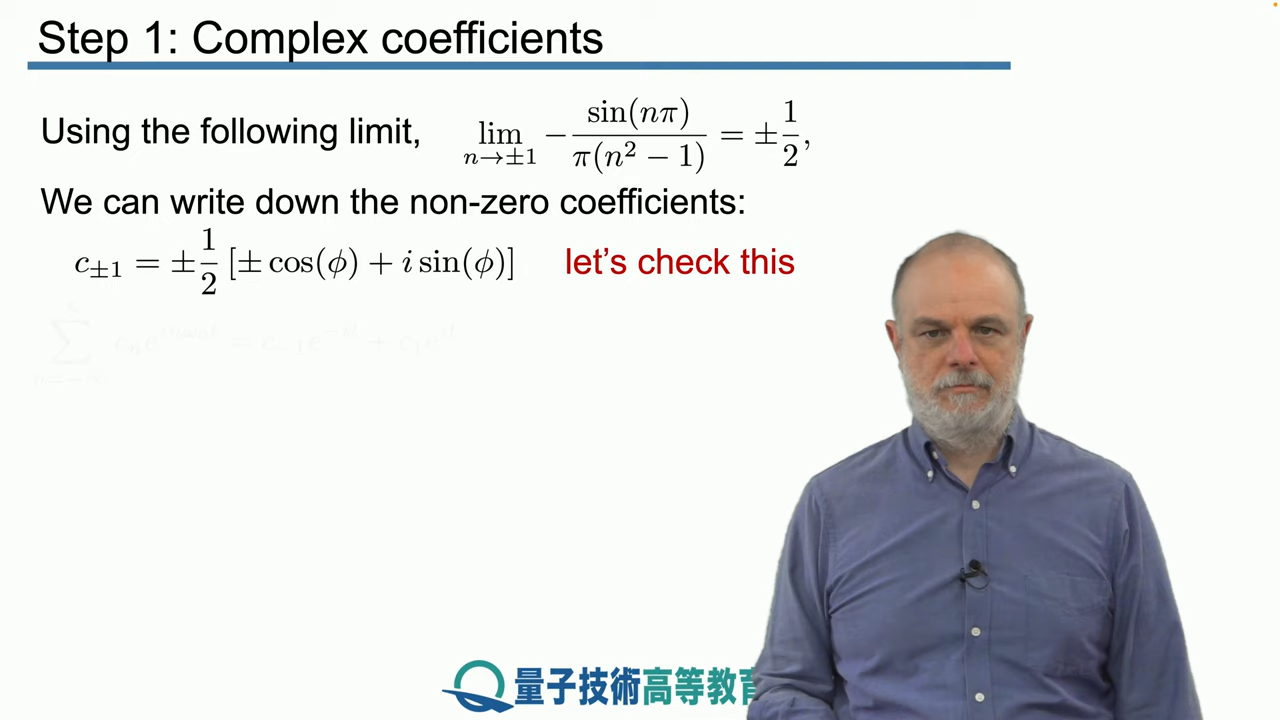 Step 1: Complex coefficients
Using the following limit, lim n→±1 − sin(nπ) / π(n² − 1) = ± 1/2,
We can write down the non-zero coefficients:
c±1 = ± 1/2 [± cos(ϕ) + i sin(ϕ)] let's check this
量子技術高等教育